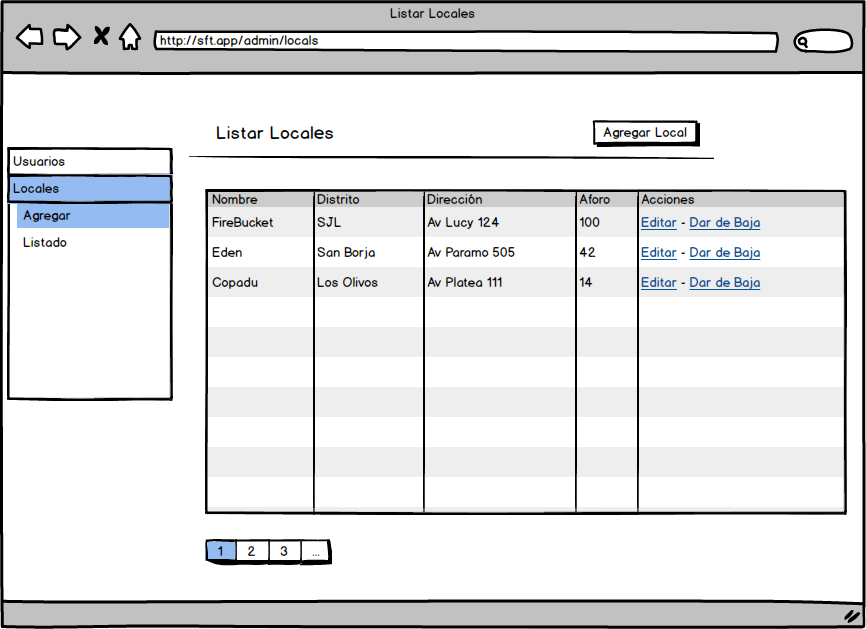 Listar Locales
http://sft.app/admin/locals
Listar Locales
Agregar Local
Usuarios
Locales
Agregar
Listado
Nombre Distrito Dirección Aforo Acciones
FireBucket SJL Av Lucy 124 100 Editar - Dar de Baja
Eden San Borja Av Paramo 505 42 Editar - Dar de Baja
Copadu Los Olivos Av Platea 111 14 Editar - Dar de Baja
1 2 3 ...